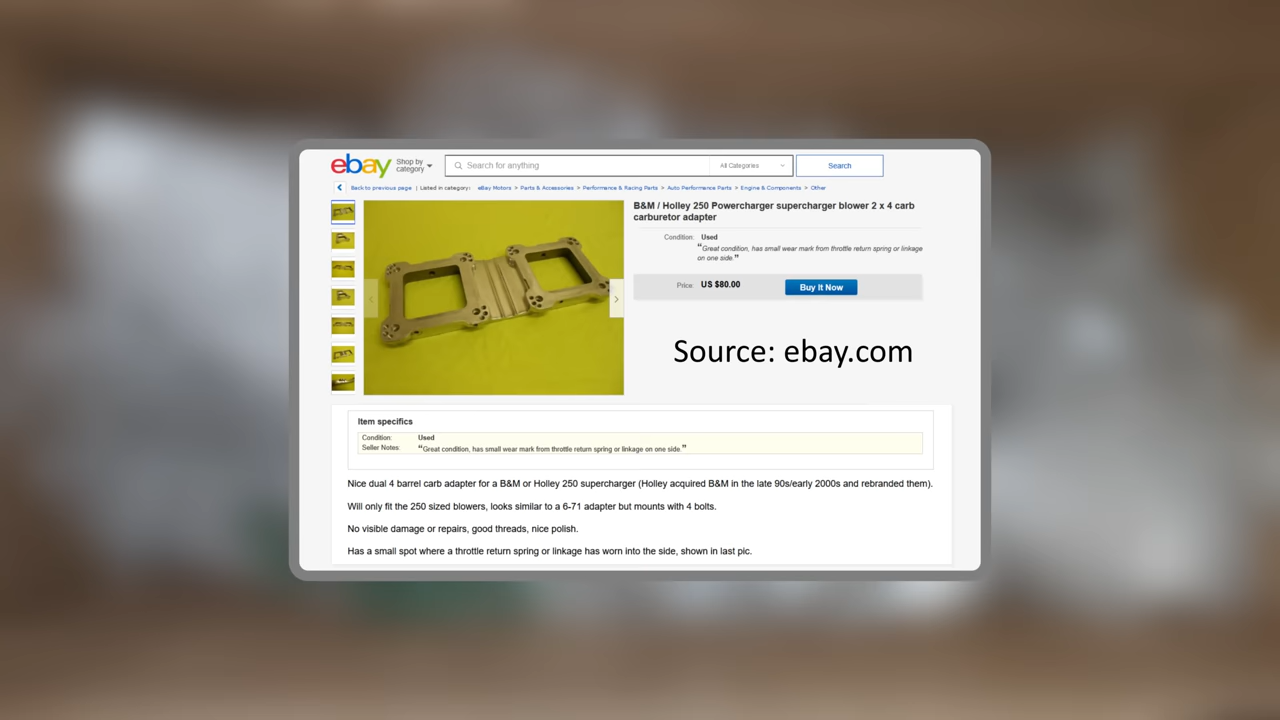 ebay
Shop by
category
Search for anything
All Categories
Search
Back to previous page | Listed in category: eBay Motors > Parts & Accessories > Performance & Racing Parts > Auto Performance Parts > Engine & Components > Other
B&M / Holley 250 Powercharger supercharger blower 2 x 4 carb
carburetor adapter
Condition: Used
“Great condition, has small wear mark from throttle return spring or linkage
on one side.”
Price: US $80.00
Buy It Now
Source: ebay.com
Item specifics
Condition: Used
Seller Notes: “Great condition, has small wear mark from throttle return spring or linkage on one side.”
Nice dual 4 barrel carb adapter for a B&M or Holley 250 supercharger (Holley acquired B&M in the late 90s/early 2000s and rebranded them).
Will only fit the 250 sized blowers, looks similar to a 6-71 adapter but mounts with 4 bolts.
No visible damage or repairs, good threads, nice polish.
Has a small spot where a throttle return spring or linkage has worn into the side, shown in last pic.